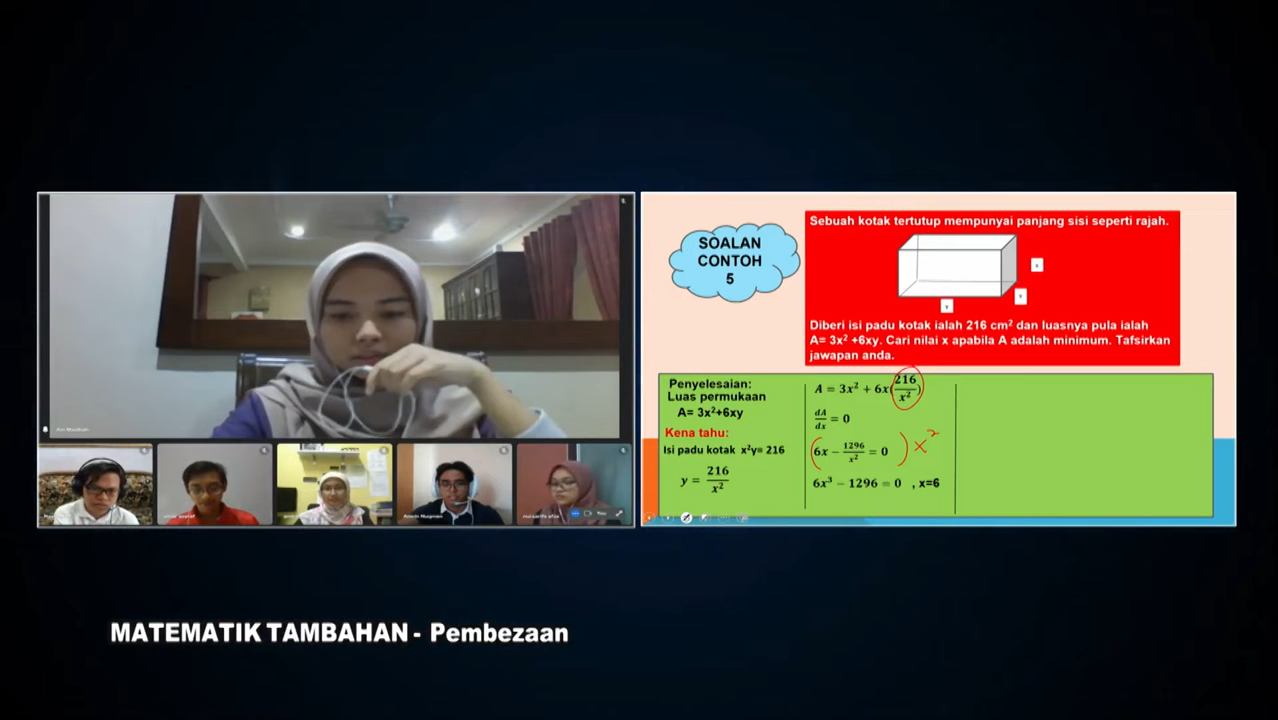 SOALAN
CONTOH
5
Sebuah kotak tertutup mempunyai panjang sisi seperti rajah.
Diberi isi padu kotak ialah 216 cm² dan luasnya pula ialah
A= 3x² +6xy. Cari nilai x apabila A adalah minimum. Tafsirkan
jawapan anda.
Penyelesaian:
Luas permukaan
A= 3x²+6xy
Kena tahu:
Isi padu kotak x²y= 216
y = 216/x²
A = 3x² + 6x(216/x²)
dA/dx = 0
(6x − 1296/x² = 0 ) x²
6x³ − 1296 = 0 , x=6
MATEMATIK TAMBAHAN - Pembezaan